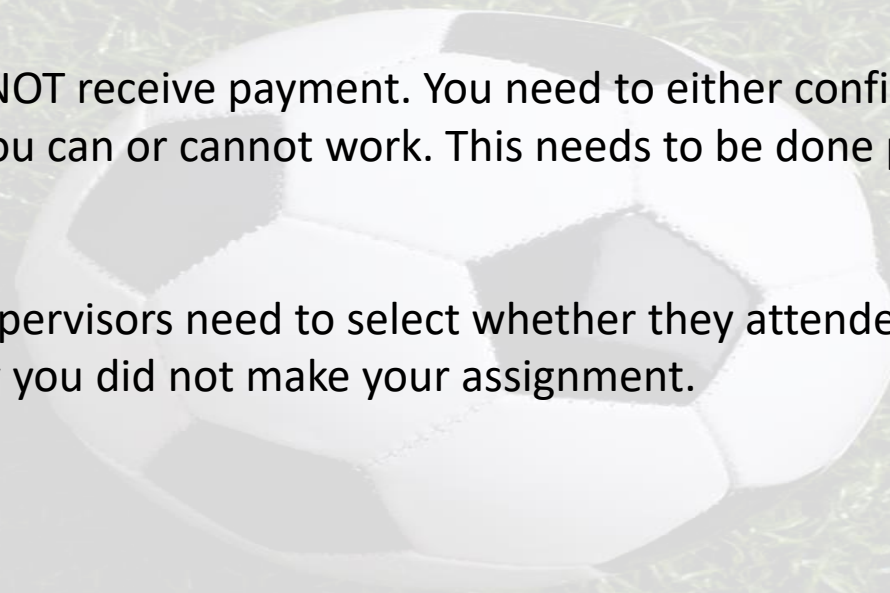 NOT receive payment. You need to either confi
ou can or cannot work. This needs to be done
pervisors need to select whether they attende
you did not make your assignment.